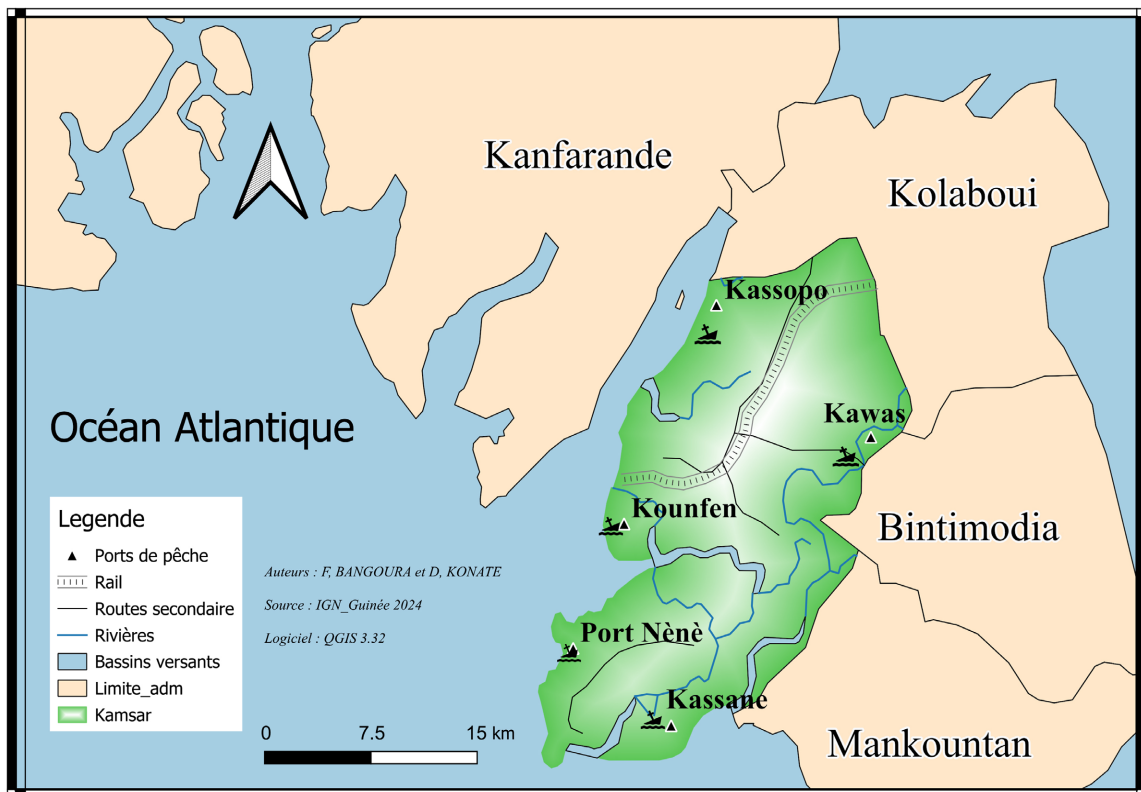 Kanfarande
Kolaboui
Kassopo
Océan Atlantique
Kawas
Kounfen
Bintimodia
Port Nènè
Kassane
Mankountan
Legende
Ports de pêche
Rail
Routes secondaire
Rivières
Bassins versants
Limite_adm
Kamsar
Auteurs : F, BANGOURA et D, KONATE
Source : IGN_Guinée 2024
Logiciel : QGIS 3.32
0 7.5 15 km